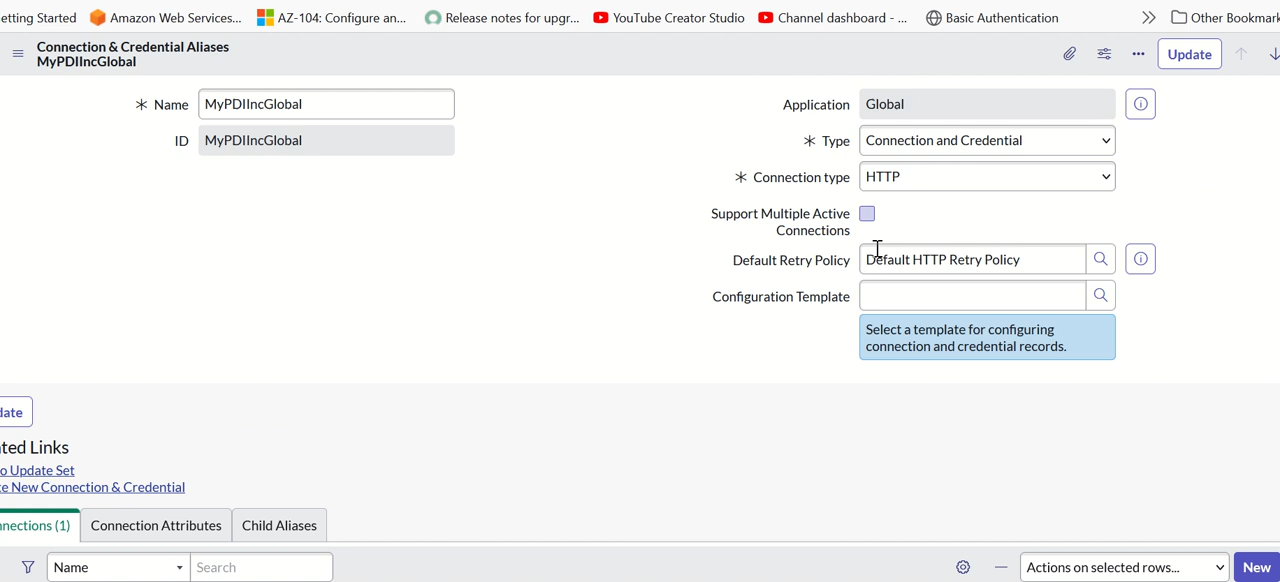 etting Started
Amazon Web Services...
AZ-104: Configure an...
Release notes for upgr...
YouTube Creator Studio
Channel dashboard - ...
Basic Authentication
Other Bookmark
Connection & Credential Aliases
MyPDIIncGlobal
Update
* Name MyPDIIncGlobal
ID MyPDIIncGlobal
Application Global
* Type Connection and Credential
* Connection type HTTP
Support Multiple Active
Connections
Default Retry Policy Default HTTP Retry Policy
Configuration Template
Select a template for configuring
connection and credential records.
date
ted Links
o Update Set
te New Connection & Credential
nnections (1) Connection Attributes Child Aliases
Name Search Actions on selected rows... New